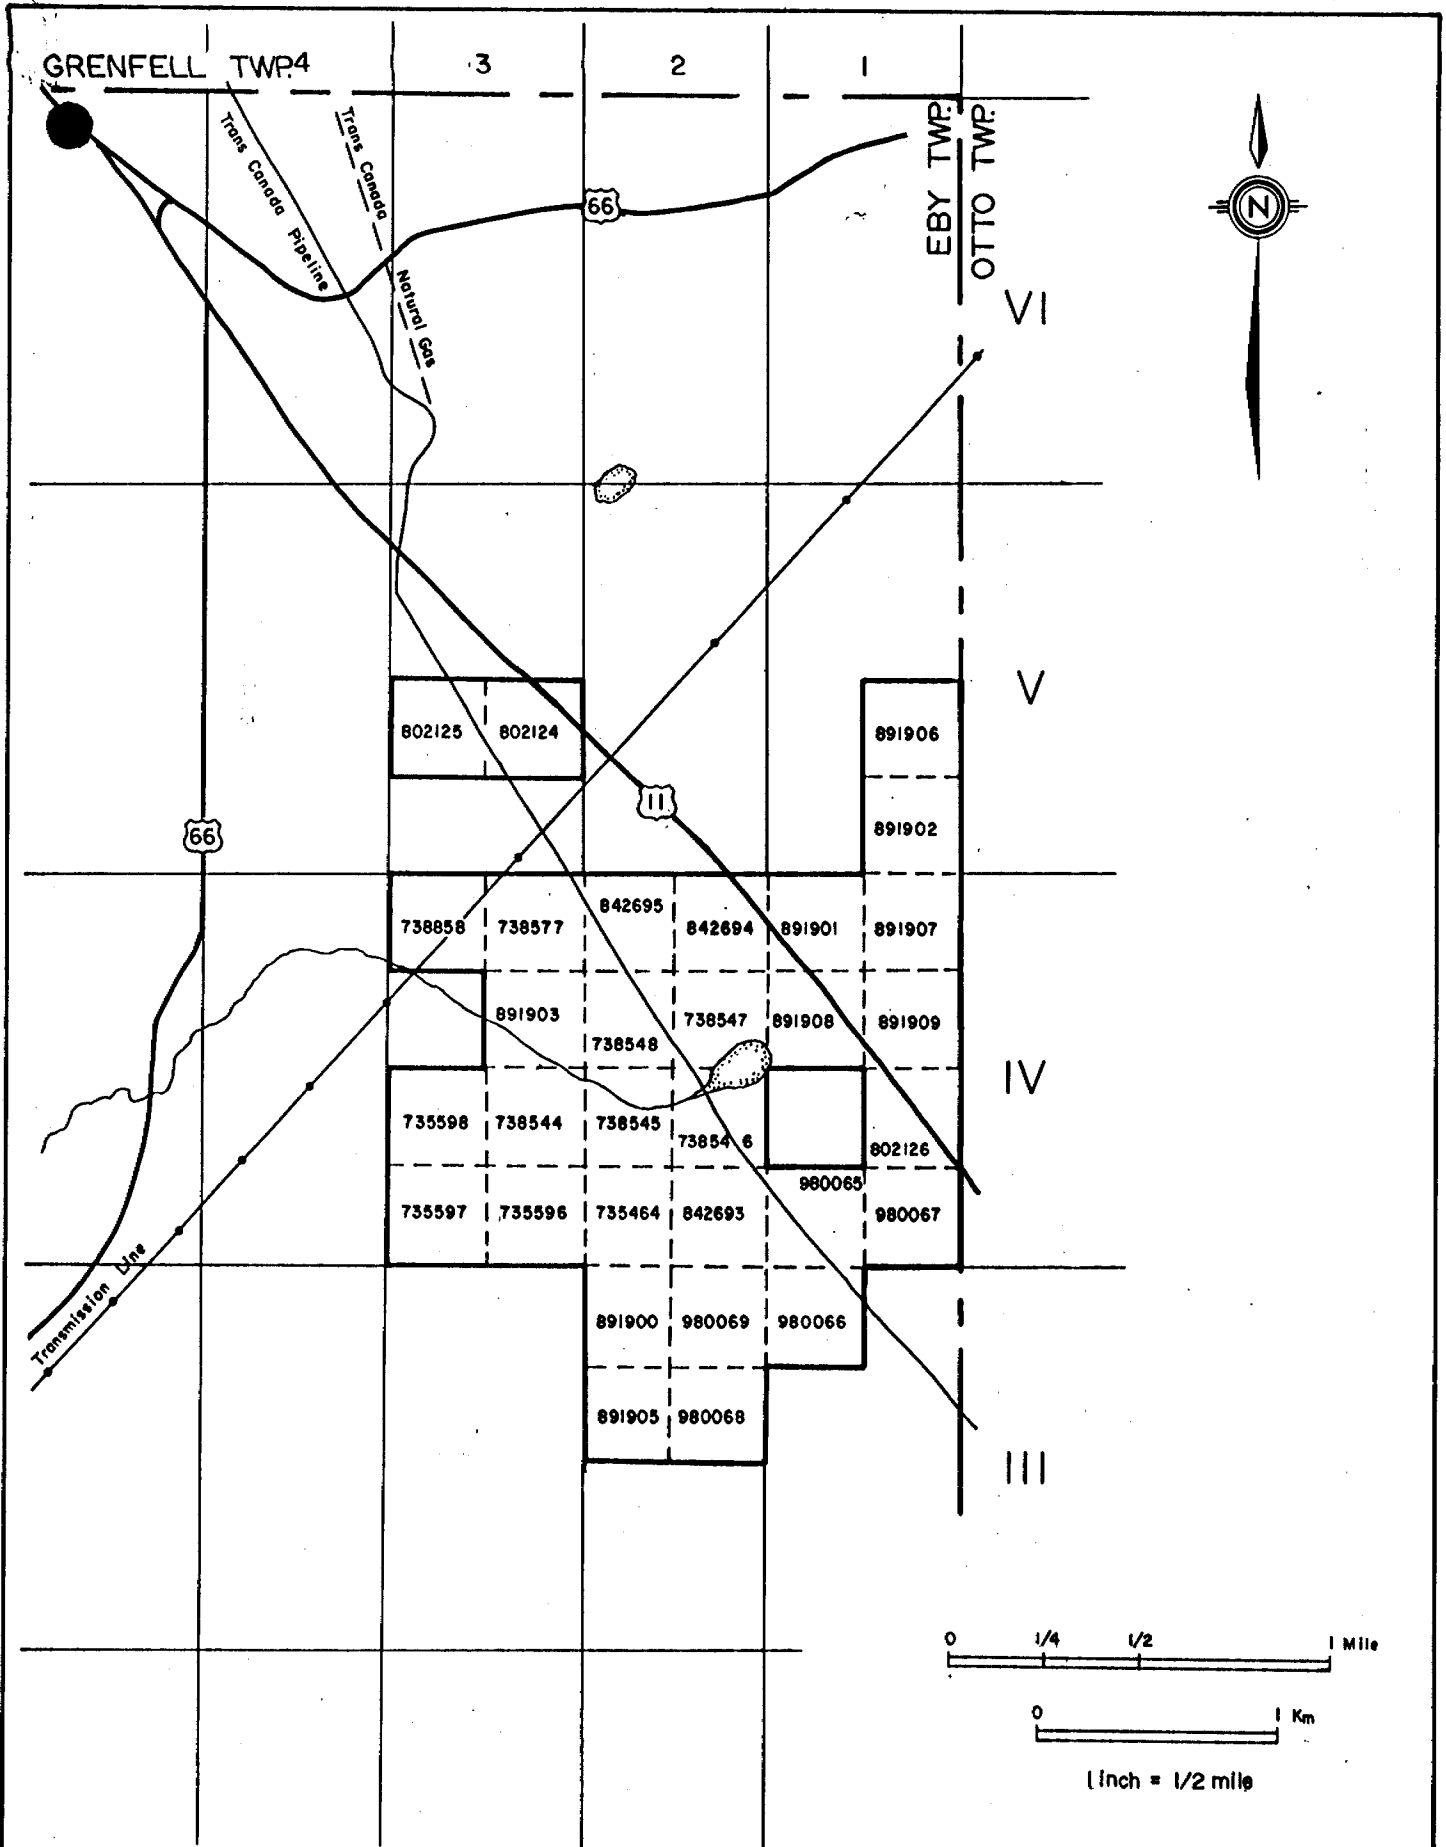 GRENFELL TWP. 4 3 2 1
Trans Canada Pipeline
Trans Canada Natural Gas
EBY TWP.
OTTO TWP.
N
66
VI
V
802125 802124 891906
11
891902
66
842695
738858 738577 842694 891901 891907
891903 738547 891908 891909
738548
IV
735598 738544 738545
738546 802126
980065
735597 735596 735464 842693 980067
Transmission Line
891900 980069 980066
891905 980068
III
0 1/4 1/2 1 Mile
0 1 Km
1 inch = 1/2 mile